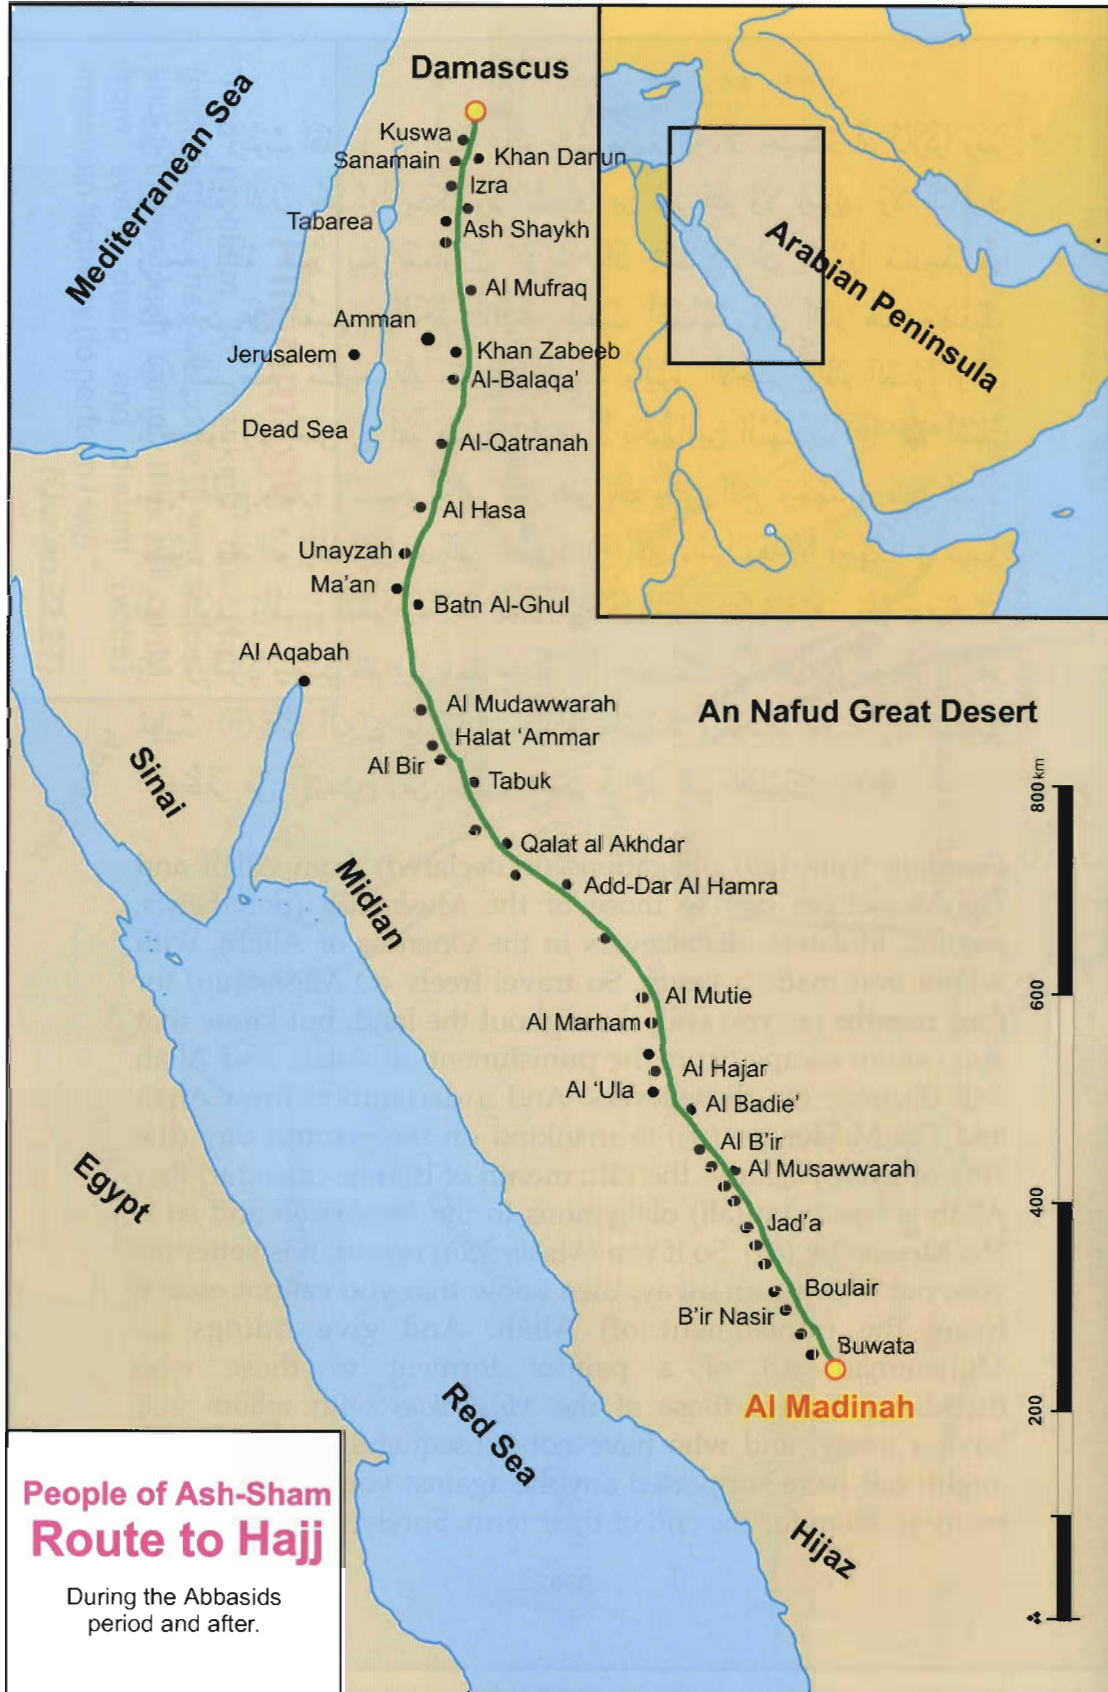 Damascus
Mediterranean Sea
Kuswa
Sanamain
Khan Danun
Izra
Tabarea
Ash Shaykh
Al Mufraq
Amman
Jerusalem
Khan Zabeeb
Al-Balaqa'
Dead Sea
Al-Qatranah
Al Hasa
Unayzah
Ma'an
Batn Al-Ghul
Arabian Peninsula
Al Aqabah
Al Mudawwarah
An Nafud Great Desert
Halat 'Ammar
Al Bir
Tabuk
Sinai
Qalat al Akhdar
Midian
Add-Dar Al Hamra
Al Mutie
Al Marham
Al Hajar
Al 'Ula
Al Badie'
Al B'ir
Al Musawwarah
Egypt
Jad'a
Boulair
B'ir Nasir
Buwata
Al Madinah
Red Sea
Hijaz
800 km
600
400
200
People of Ash-Sham
Route to Hajj
During the Abbasids
period and after.